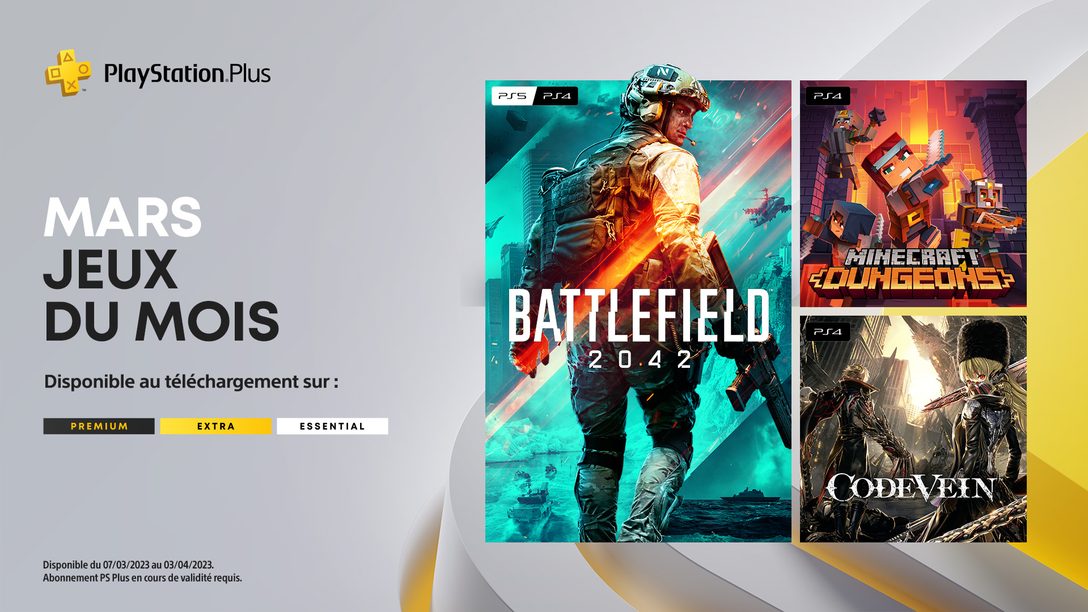 PlayStation.Plus
MARS
JEUX
DU MOIS
Disponible au téléchargement sur :
PREMIUM
EXTRA
ESSENTIAL
Disponible du 07/03/2023 au 03/04/2023.
Abonnement PS Plus en cours de validité requis.
PS5 PS4
BATTLEFIELD
2042
PS4
MINECRAFT
DUNGEONS
PS4
CODE VEIN